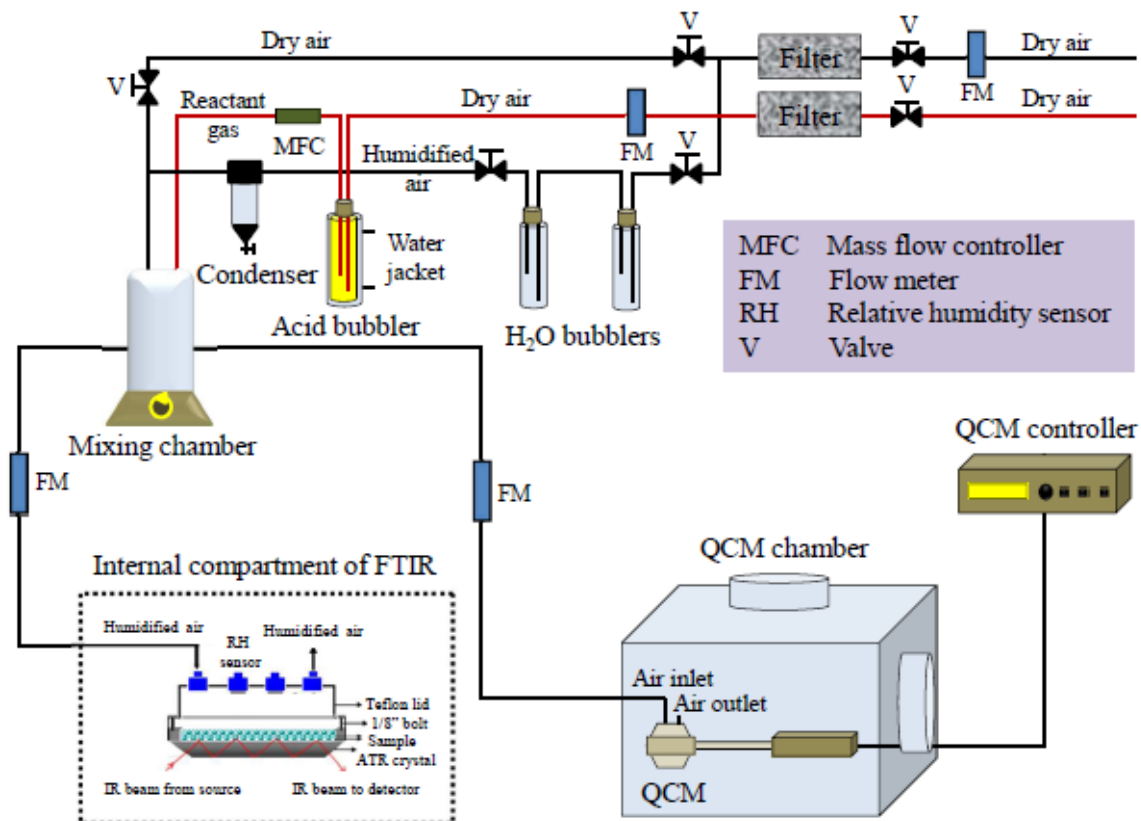 V
V
Dry air
Filter
Dry air
V
FM
Reactant
gas
MFC
Dry air
FM
Filter
V
Dry air
Humidified
air
V
Condenser
Water
jacket
Acid bubbler
H₂O bubblers
MFC Mass flow controller
FM Flow meter
RH Relative humidity sensor
V Valve
Mixing chamber
FM
FM
QCM controller
Internal compartment of FTIR
Humidified air
RH
sensor
Humidified air
Teflon lid
1/8” bolt
Sample
ATR crystal
IR beam from source
IR beam to detector
QCM chamber
Air inlet
Air outlet
QCM